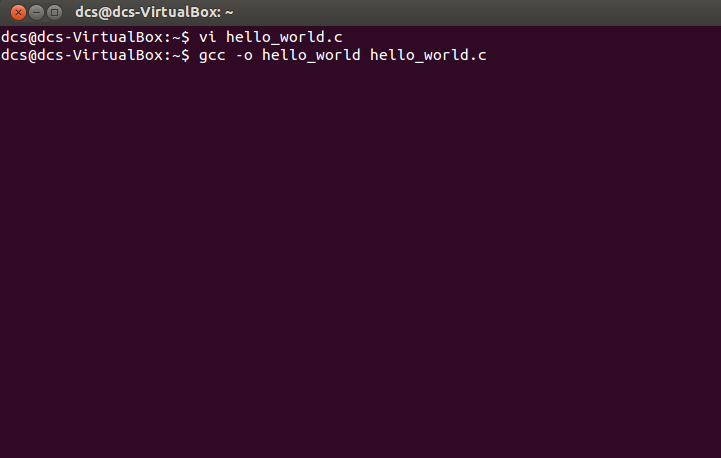 dcs@dcs-VirtualBox: ~
dcs@dcs-VirtualBox:~$ vi hello_world.c
dcs@dcs-VirtualBox:~$ gcc -o hello_world hello_world.c